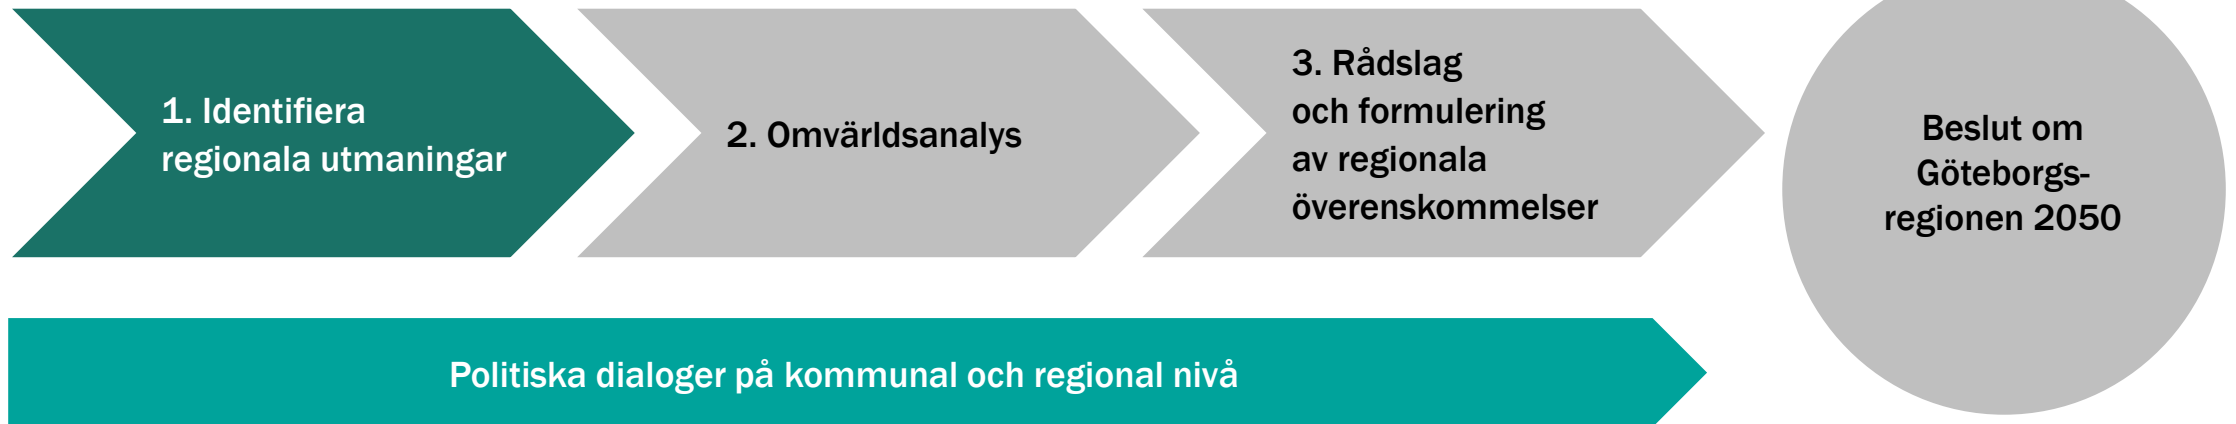 1. Identifiera
regionala utmaningar
2. Omvärldsanalys
3. Rådslag
och formulering
av regionala
överenskommelser
Beslut om
Göteborgs-
regionen 2050
Politiska dialoger på kommunal och regional nivå